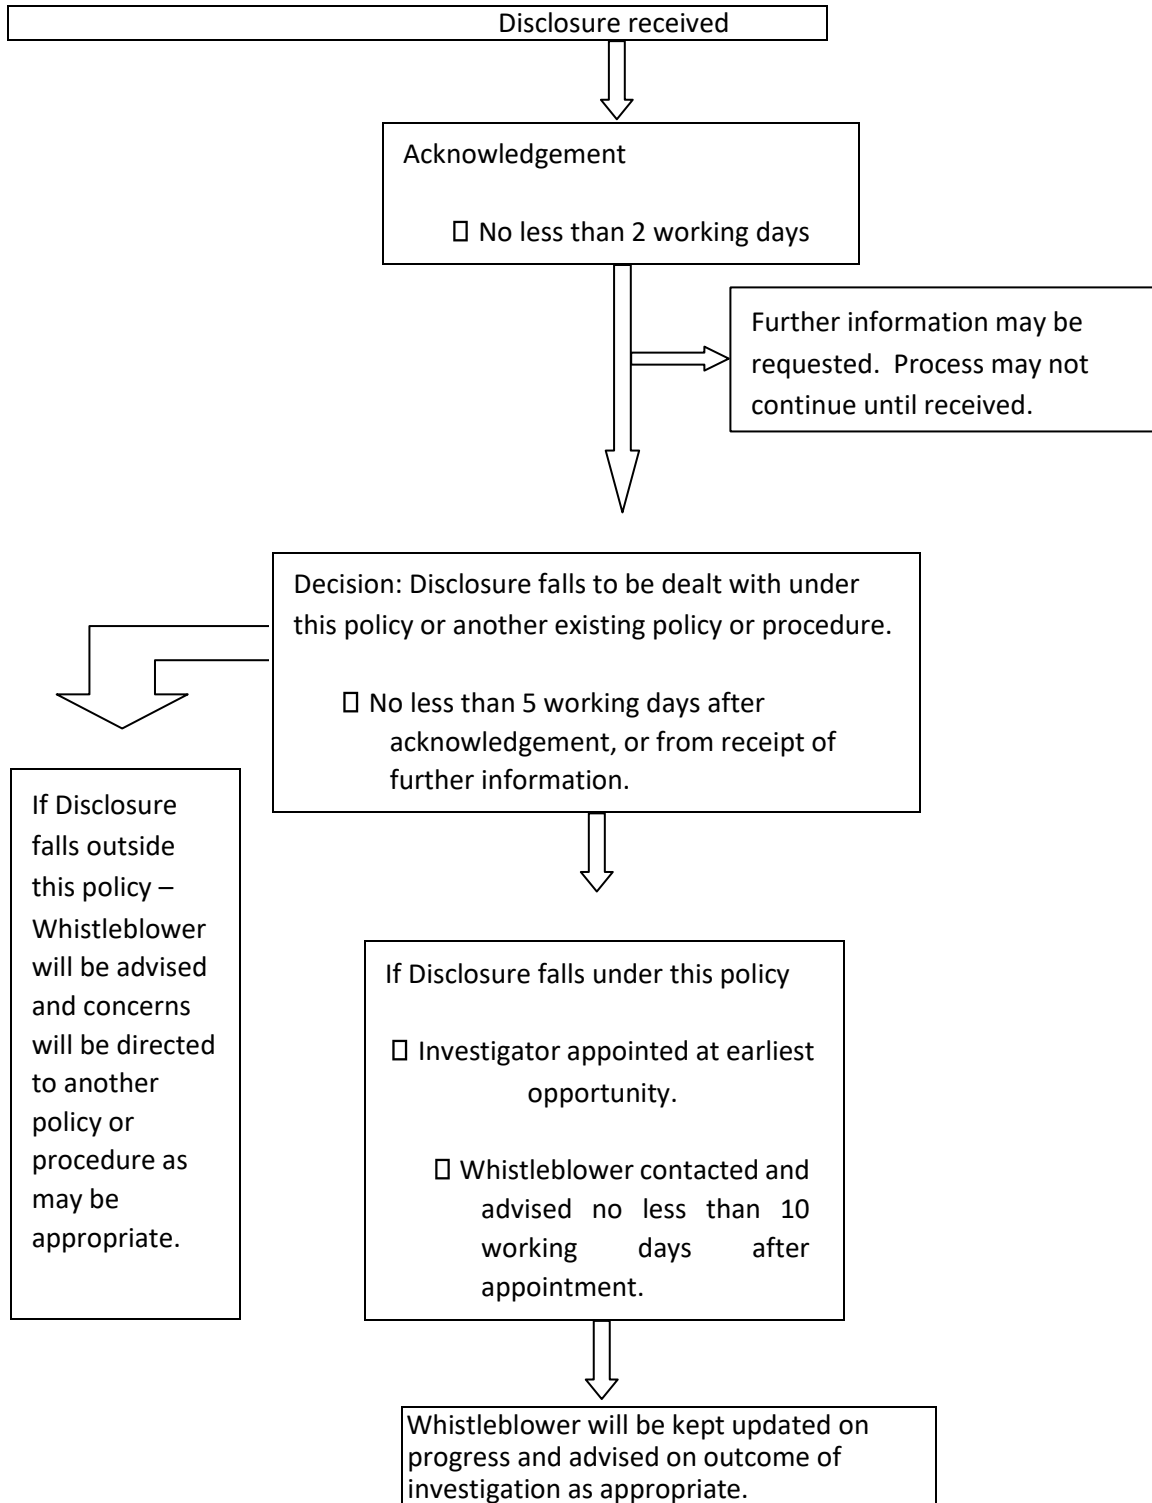 Disclosure received
Acknowledgement
 No less than 2 working days
Further information may be
requested.  Process may not
continue until received.
Decision: Disclosure falls to be dealt with under
this policy or another existing policy or procedure.
 No less than 5 working days after
acknowledgement, or from receipt of
further information.
If Disclosure
falls outside
this policy –
Whistleblower
will be advised
and concerns
will be directed
to another
policy or
procedure as
may be
appropriate.
If Disclosure falls under this policy
 Investigator appointed at earliest
opportunity.
 Whistleblower contacted and
advised no less than 10
working days after
appointment.
Whistleblower will be kept updated on
progress and advised on outcome of
investigation as appropriate.